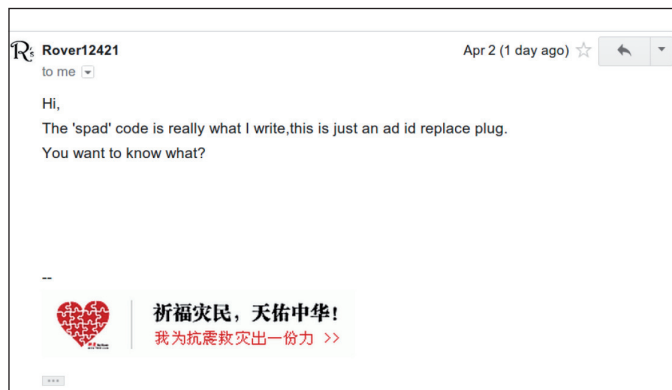 R's Rover12421 Apr 2 (1 day ago)
to me
Hi,
The 'spad' code is really what I write,this is just an ad id replace plug.
You want to know what?
--
祈福灾民，天佑中华!
我为抗震救灾出一份力 >>